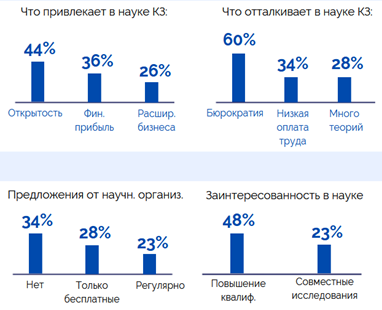 Что привлекает в науке КЗ:
44%
36%
26%
Открытость
Фин.
прибыль
Расшир.
бизнеса
Что отталкивает в науке КЗ:
60%
34%
28%
Бюрократия
Низкая
оплата
труда
Много
теорий
Предложения от научн. организ.
34%
28%
23%
Нет
Только
бесплатные
Регулярно
Заинтересованность в науке
48%
23%
Повышение
квалиф.
Совместные
исследования